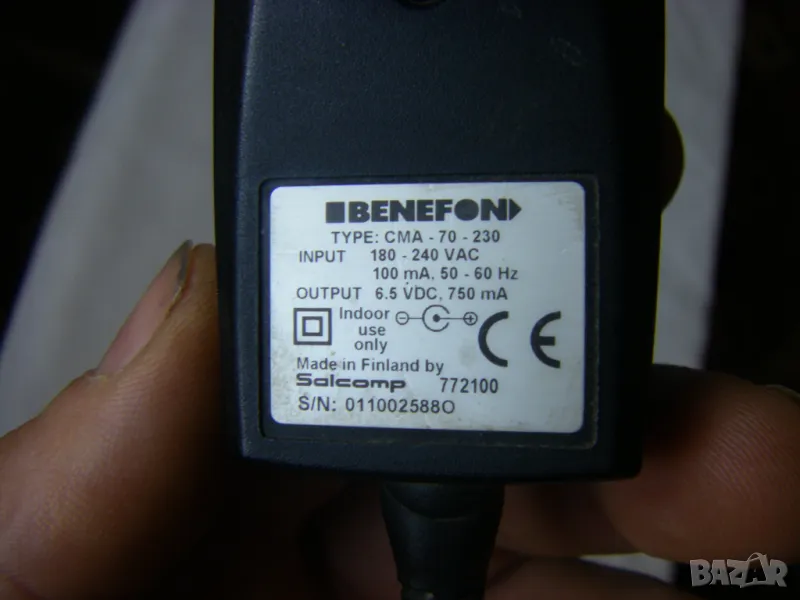 BENEFON
TYPE: CMA - 70 - 230
INPUT 180 - 240 VAC
100 mA, 50 - 60 Hz
OUTPUT 6.5 VDC, 750 mA
Indoor
use
only
CE
Made in Finland by
Salcomp 772100
S/N: 011002588O
BAZAR